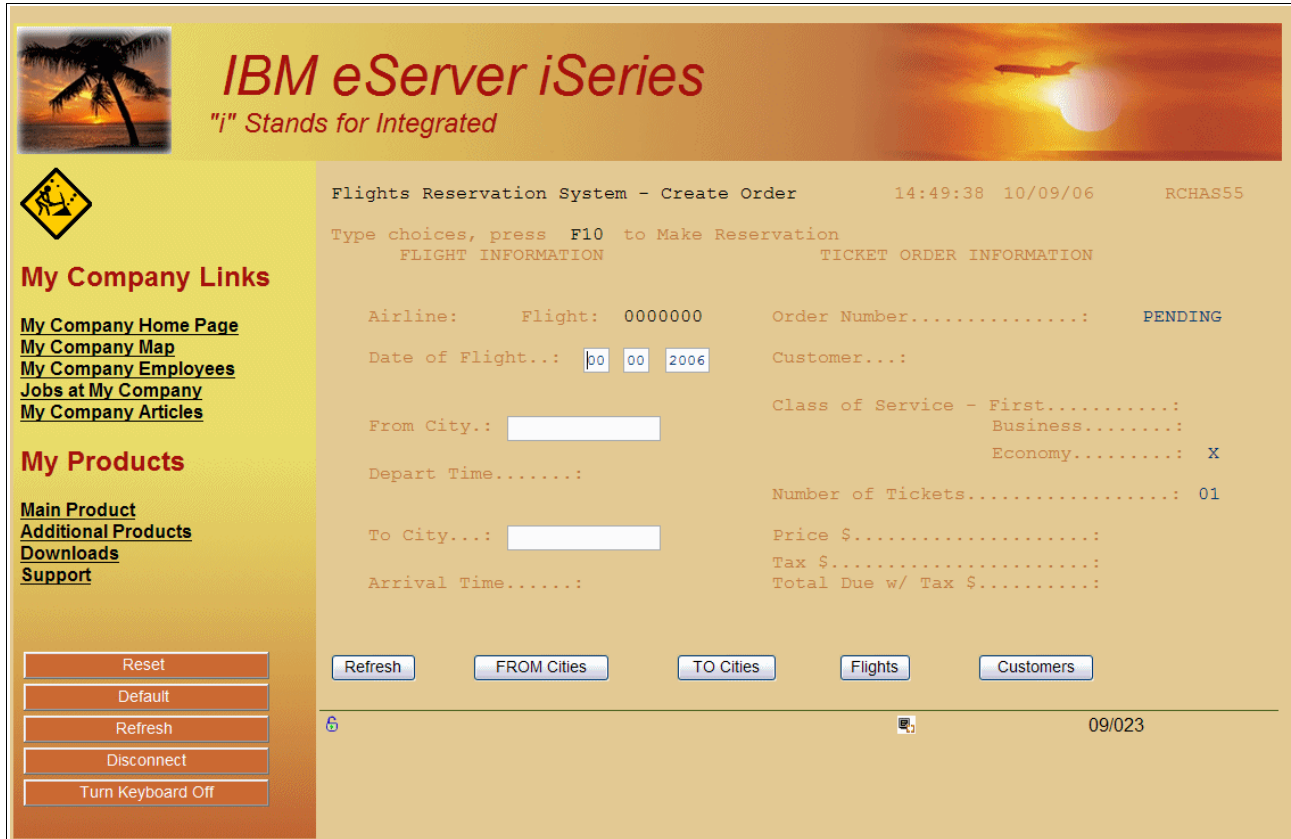 IBM eServer iSeries
"i" Stands for Integrated
My Company Links
My Company Home Page
My Company Map
My Company Employees
Jobs at My Company
My Company Articles
My Products
Main Product
Additional Products
Downloads
Support
Reset
Default
Refresh
Disconnect
Turn Keyboard Off
Flights Reservation System - Create Order 14:49:38 10/09/06 RCHAS55
Type choices, press F10 to Make Reservation
FLIGHT INFORMATION TICKET ORDER INFORMATION
Airline: Flight: 0000000 Order Number...............: PENDING
Date of Flight..: 00 00 2006 Customer...:
Class of Service - First...........:
From City.: Business........:
Economy.........: X
Depart Time.......:
Number of Tickets..................: 01
To City...: Price $.....................:
Tax $.......................:
Arrival Time......: Total Due w/ Tax $..........:
Refresh FROM Cities TO Cities Flights Customers
09/023